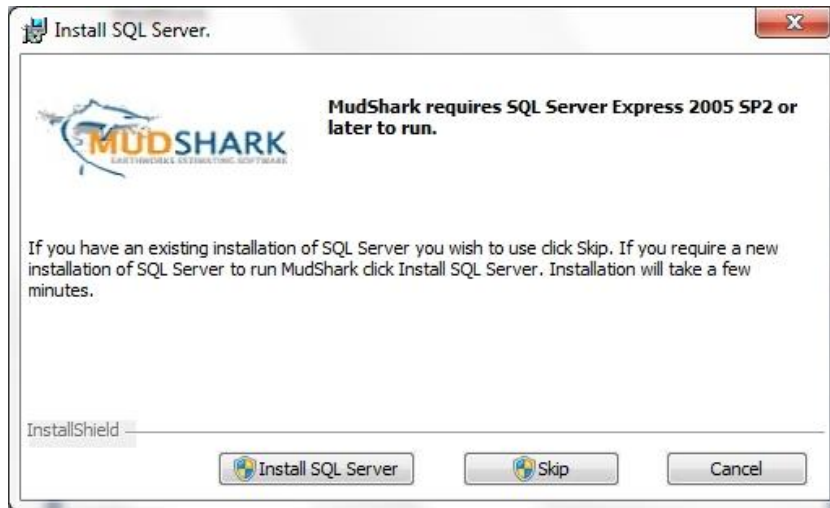 Install SQL Server.
MudShark requires SQL Server Express 2005 SP2 or
later to run.
MUDSHARK
EARTHWORKS ESTIMATING SOFTWARE
If you have an existing installation of SQL Server you wish to use click Skip. If you require a new
installation of SQL Server to run MudShark click Install SQL Server. Installation will take a few
minutes.
InstallShield
Install SQL Server
Skip
Cancel